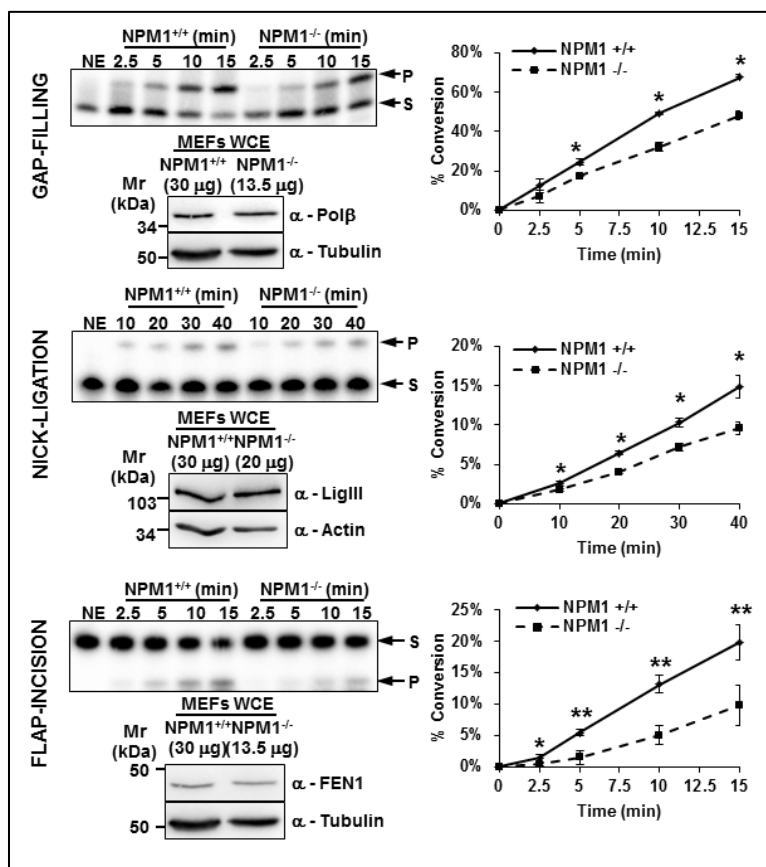 GAP-FILLING
NPM1+/+ (min) NPM1-/- (min)
NE 2.5 5 10 15 2.5 5 10 15
P
S
MEFs WCE
NPM1+/+ NPM1-/-
(30 µg) (13.5 µg)
Mr
(kDa)
34
α - Polβ
50
α - Tubulin
NPM1 +/+
NPM1 -/-
% Conversion
80%
60%
40%
20%
0%
* * *
0 2.5 5 7.5 10 12.5 15
Time (min)
NICK-LIGATION
NPM1+/+ (min) NPM1-/- (min)
NE 10 20 30 40 10 20 30 40
P
S
MEFs WCE
NPM1+/+NPM1-/-
(30 µg) (20 µg)
Mr
(kDa)
103
α - LigIII
34
α - Actin
NPM1 +/+
NPM1 -/-
% Conversion
20%
15%
10%
5%
0%
* * * *
0 10 20 30 40
Time (min)
FLAP-INCISION
NPM1+/+ (min) NPM1-/- (min)
NE 2.5 5 10 15 2.5 5 10 15
S
P
MEFs WCE
NPM1+/+NPM1-/-
(30 µg)(13.5 µg)
Mr
(kDa)
50
α - FEN1
50
α - Tubulin
NPM1 +/+
NPM1 -/-
% Conversion
25%
20%
15%
10%
5%
0%
* ** ** **
0 2.5 5 7.5 10 12.5 15
Time (min)